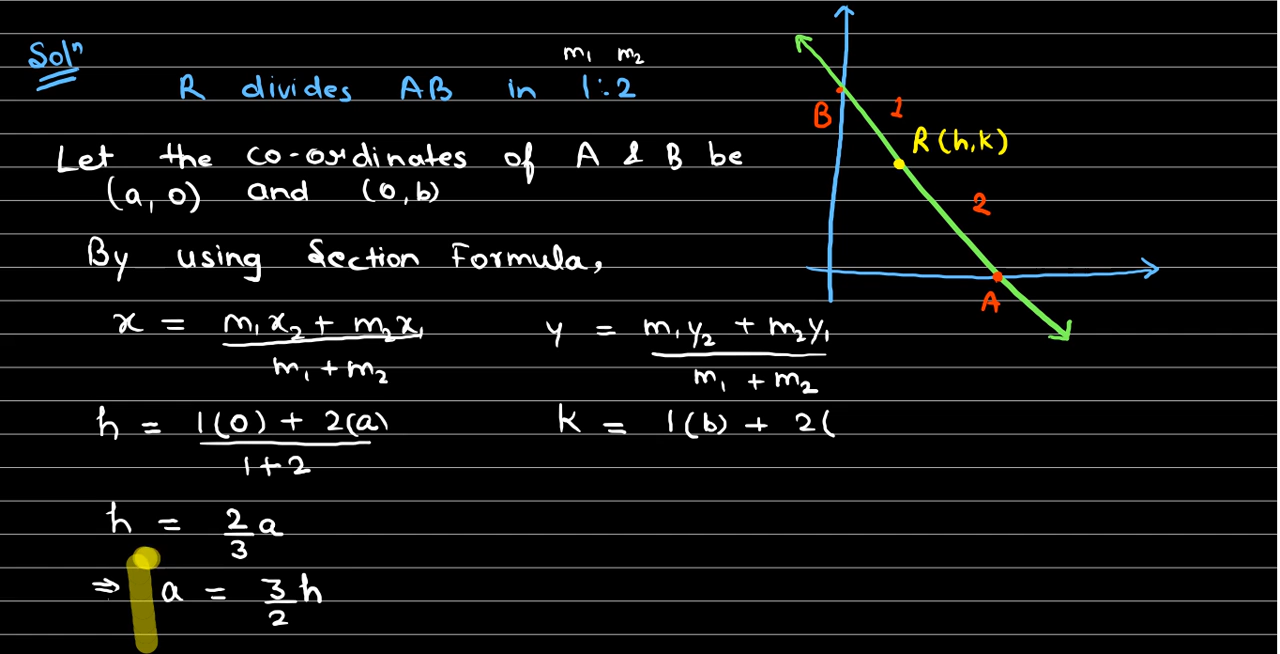 Solⁿ
m₁ m₂
R divides AB in 1:2
Let the co-ordinates of A & B be
(a, 0) and (0, b)
By using Section Formula,
x = (m₁x₂ + m₂x₁)/(m₁ + m₂)    y = (m₁y₂ + m₂y₁)/(m₁ + m₂)
h = (1(0) + 2(a))/(1+2)    k = 1(b) + 2(
h = 2/3 a
⇒ a = 3/2 h
B
1
R(h,k)
2
A